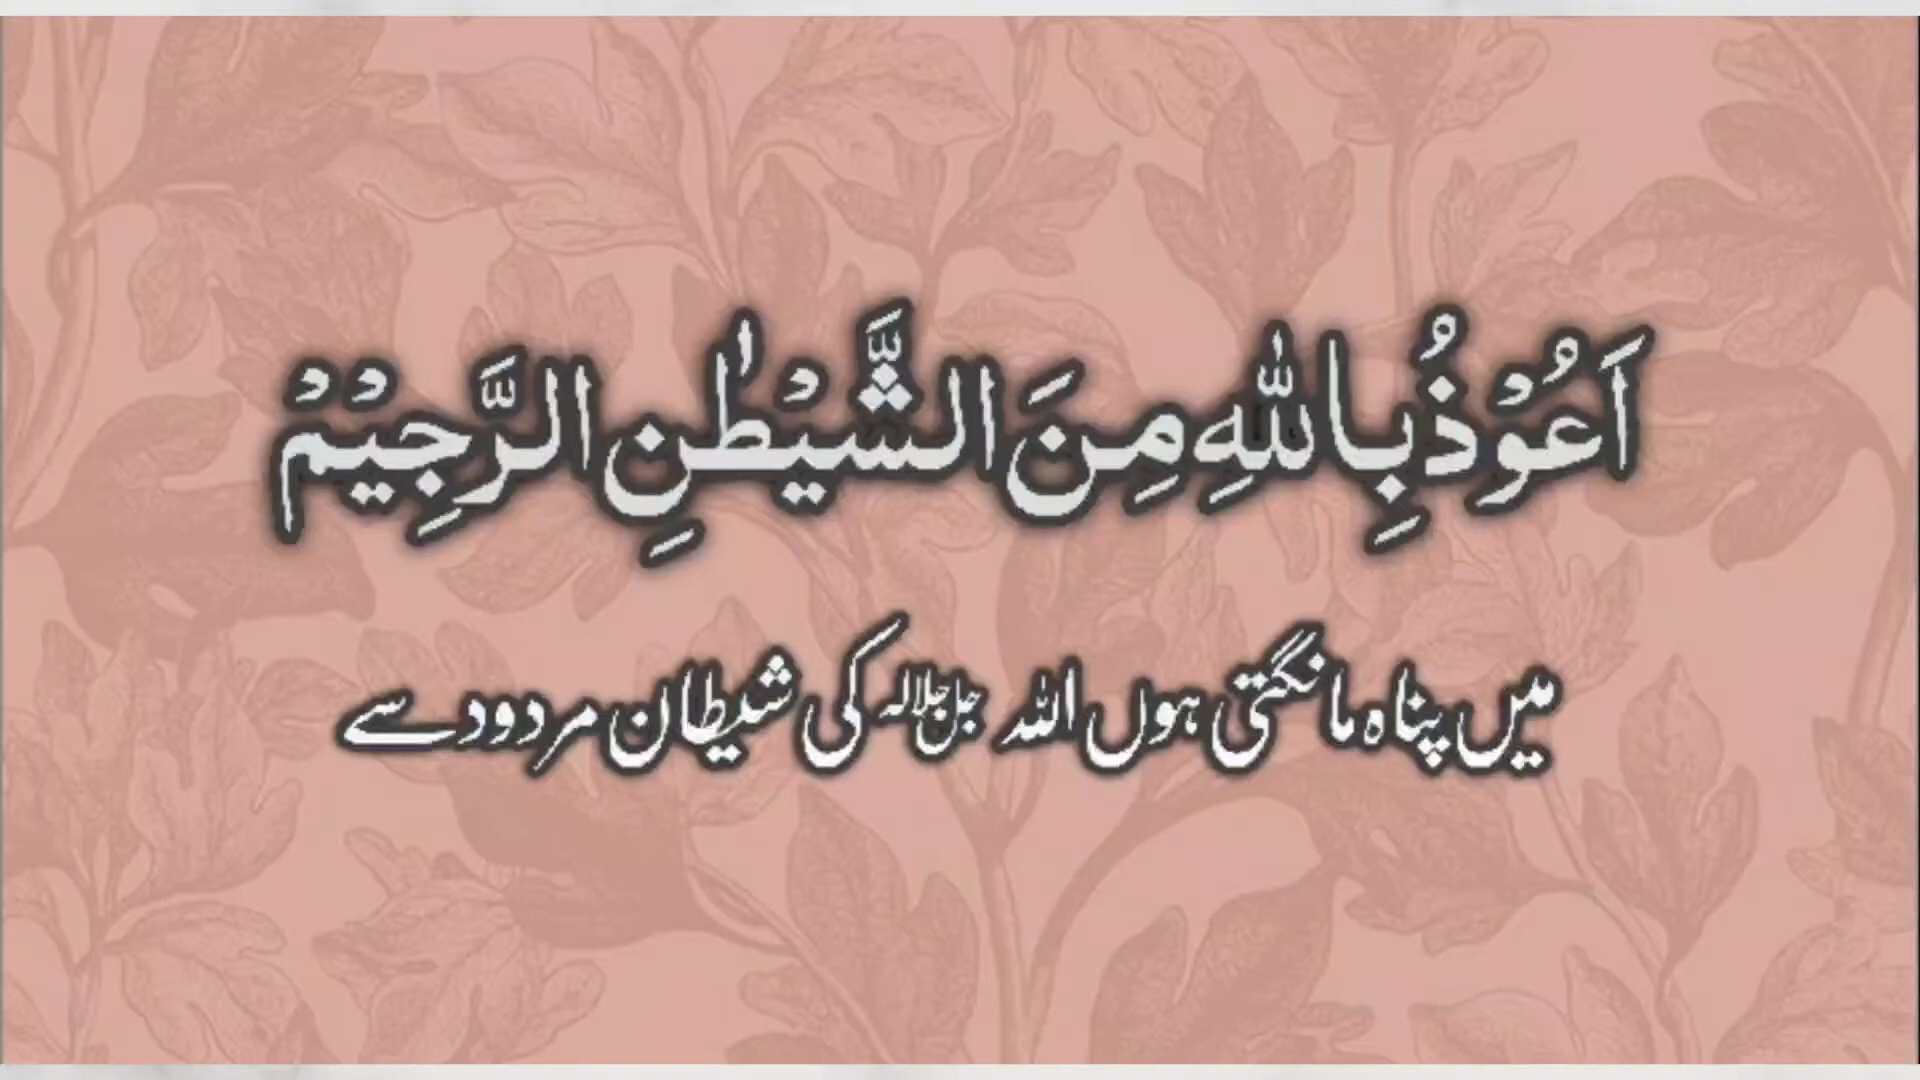 اَعُوْذُ بِاللّٰهِ مِنَ الشَّيْطٰنِ الرَّجِيْمْ
میں پناہ مانگتی ہوں اللہ جل جلالہ کی شیطان مردود سے